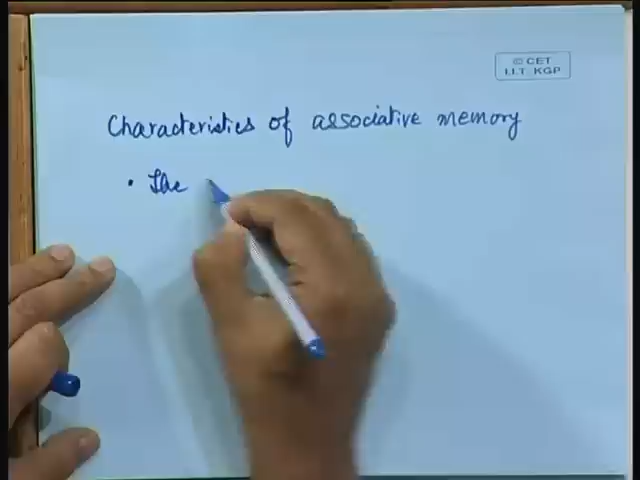 © CET
I.I.T KGP
Characteristics of associative memory
• The